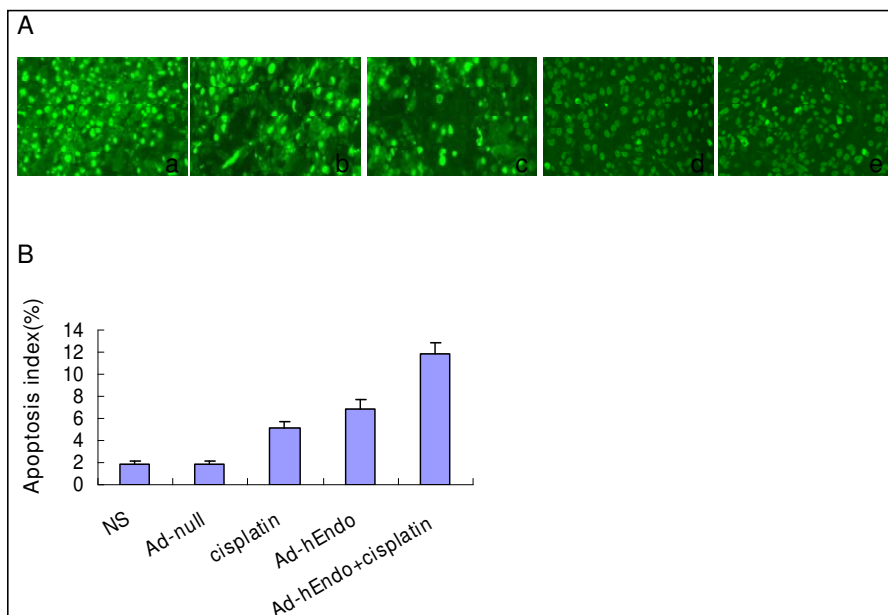 A
a b c d e
B
Apoptosis index(%)
14
12
10
8
6
4
2
0
NS
Ad-null
cisplatin
Ad-hEndo
Ad-hEndo+cisplatin